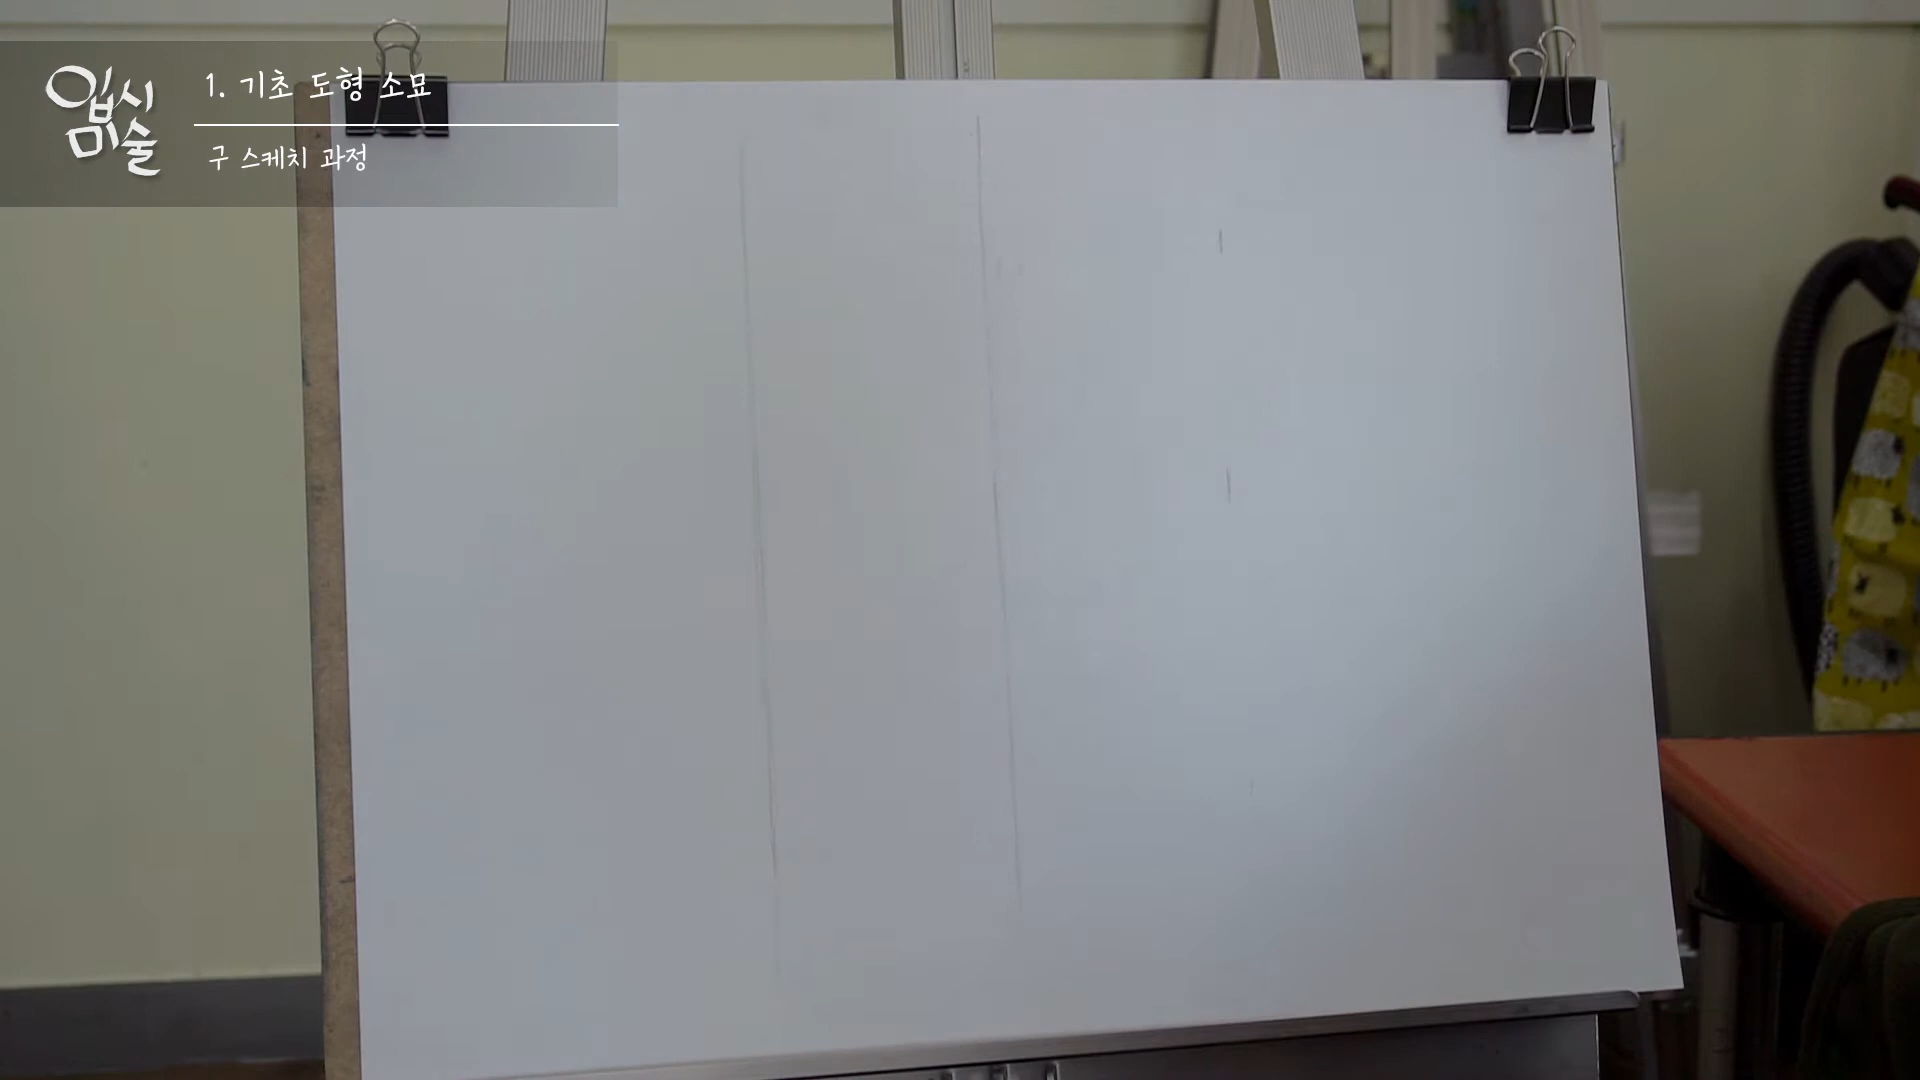 입시
미술
1. 기초 도형 소묘
구 스케치 과정